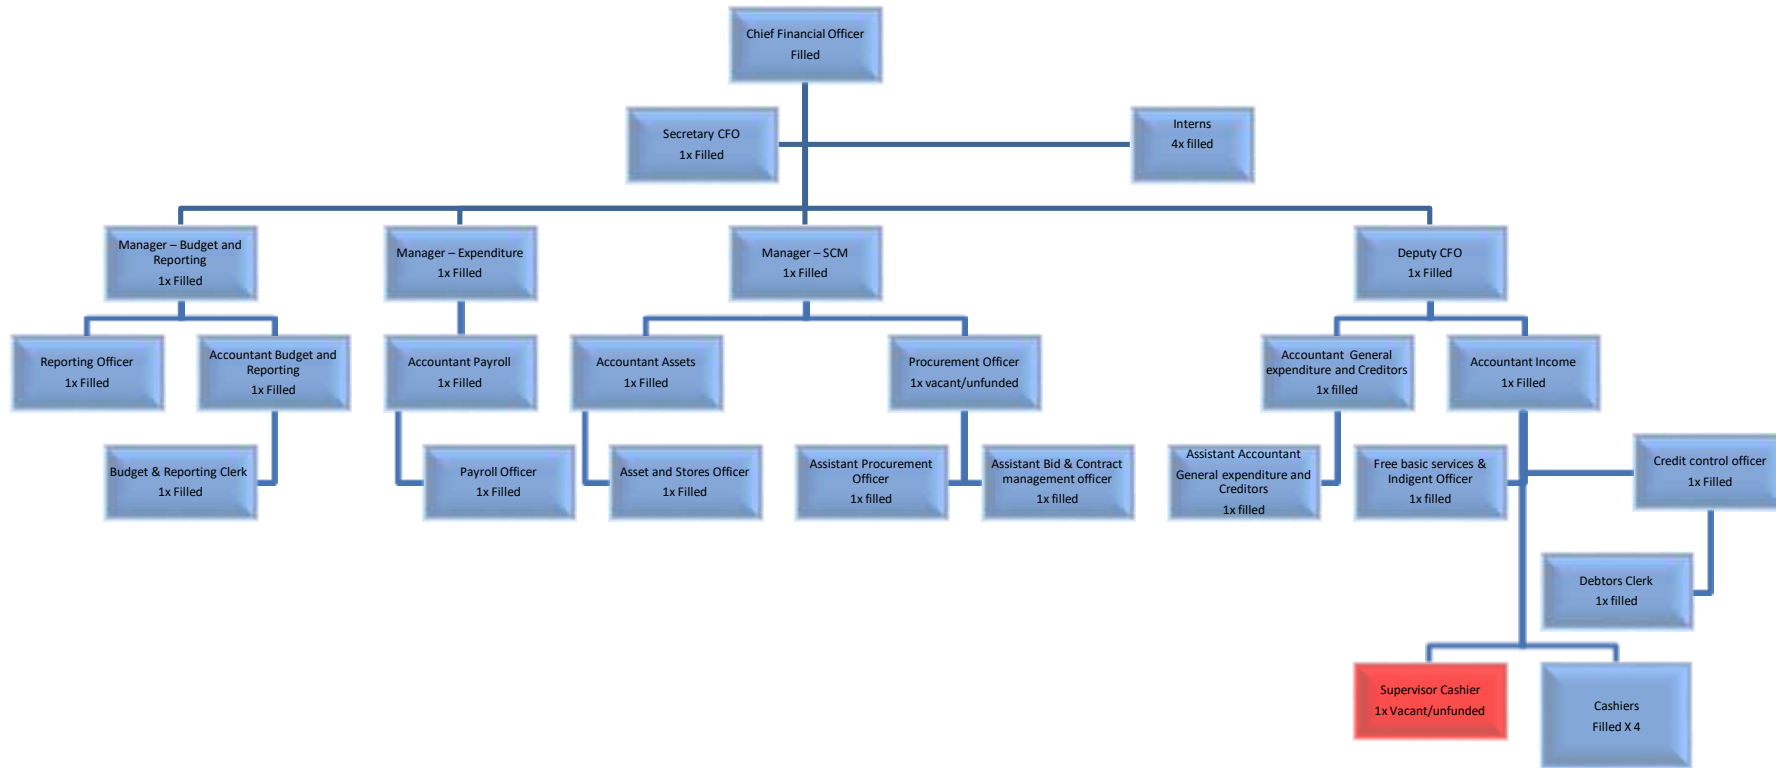 Chief Financial Officer
Filled
Secretary CFO
1x Filled
Interns
4x filled
Manager – Budget and
Reporting
1x Filled
Manager – Expenditure
1x Filled
Manager – SCM
1x Filled
Deputy CFO
1x Filled
Reporting Officer
1x Filled
Accountant Budget and
Reporting
1x Filled
Accountant Payroll
1x Filled
Accountant Assets
1x Filled
Procurement Officer
1x vacant/unfunded
Accountant General
expenditure and Creditors
1x filled
Accountant Income
1x Filled
Budget & Reporting Clerk
1x Filled
Payroll Officer
1x Filled
Asset and Stores Officer
1x Filled
Assistant Procurement
Officer
1x filled
Assistant Bid & Contract
management officer
1x filled
Assistant Accountant
General expenditure and
Creditors
1x filled
Free basic services &
Indigent Officer
1x filled
Credit control officer
1x Filled
Debtors Clerk
1x filled
Supervisor Cashier
1x Vacant/unfunded
Cashiers
Filled X 4